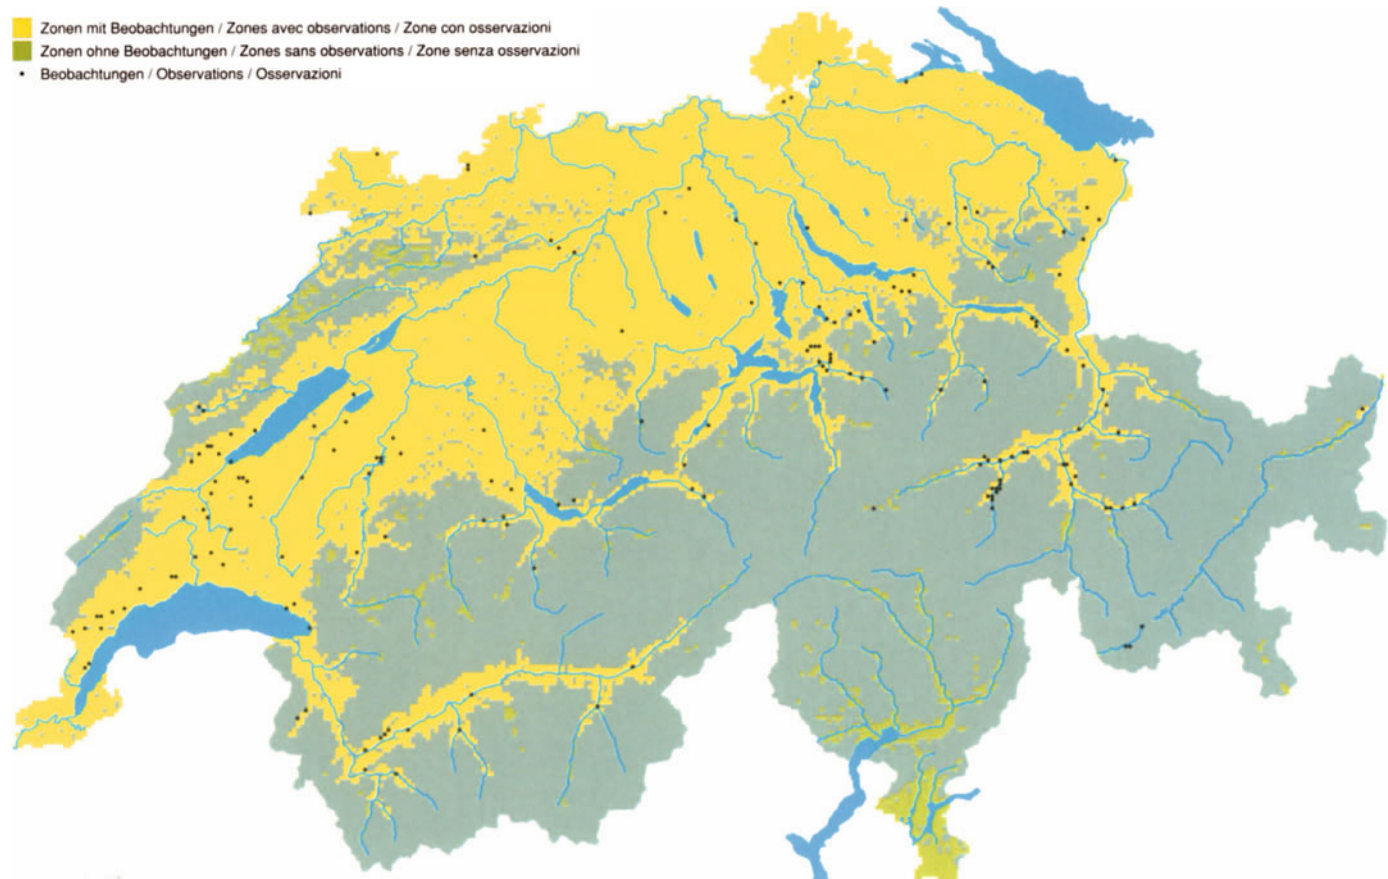 Zonen mit Beobachtungen / Zones avec observations / Zone con osservazioni
Zonen ohne Beobachtungen / Zones sans observations / Zone senza osservazioni
Beobachtungen / Observations / Osservazioni